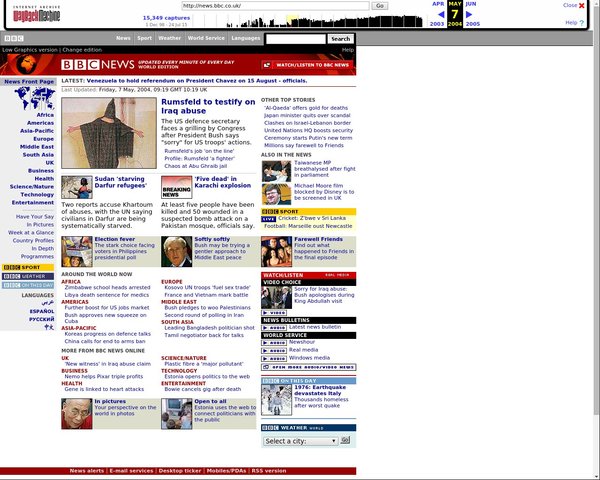 INTERNET ARCHIVE
WayBackMachine
http://news.bbc.co.uk/
Go
15,349 captures
1 Dec 98 - 24 Jul 15
APR MAY JUN
7
2003 2004 2005
Close
Help ?
BBC
News Sport Weather World Service Languages
Search
Low Graphics version | Change edition
Help
BBC NEWS
UPDATED EVERY MINUTE OF EVERY DAY
WORLD EDITION
WATCH/LISTEN TO BBC NEWS
News Front Page
Africa
Americas
Asia-Pacific
Europe
Middle East
South Asia
UK
Business
Health
Science/Nature
Technology
Entertainment
Have Your Say
In Pictures
Week at a Glance
Country Profiles
In Depth
Programmes
BBC SPORT
BBC WEATHER
BBC ON THIS DAY
LANGUAGES
عربي
ESPAÑOL
РУССКИЙ
中文
LATEST: Venezuela to hold referendum on President Chavez on 15 August - officials.
Last Updated: Friday, 7 May, 2004, 09:19 GMT 10:19 UK
Rumsfeld to testify on Iraq abuse
The US defence secretary
faces a grilling by Congress
after President Bush says
"sorry" for US troops' actions.
Rumsfeld's job 'on the line'
Profile: Rumsfeld 'a fighter'
Chaos at Abu Ghraib jail
Sudan 'starving
Darfur refugees'
Two reports accuse Khartoum
of abuses, with the UN saying
civilians in Darfur are being
systematically starved.
BREAKING
NEWS
'Five dead' in
Karachi explosion
At least five people have been
killed and 50 wounded in a
suspected bomb attack on a
Pakistan mosque, officials say.
Election fever
The stark choice facing
voters in Philippines
presidential poll
Softly softly
Bush may be trying a
gentler approach to
Middle East peace
Farewell Friends
Find out what
happened to Friends in
the final episode
AROUND THE WORLD NOW
AFRICA
Zimbabwe school heads arrested
Libya death sentence for medics
AMERICAS
Further boost for US jobs market
Bush approves new squeeze on
Cuba
ASIA-PACIFIC
Koreas progress on defence talks
China calls for end to arms ban
EUROPE
Kosovo UN troops 'fuel sex trade'
France and Vietnam mark battle
MIDDLE EAST
Bush pledges to woo Palestinians
Second round of polling in Iran
SOUTH ASIA
Leading Bangladesh politician shot
Tamil negotiator back for talks
MORE FROM BBC NEWS ONLINE
UK
'New witness' in Iraq abuse claim
BUSINESS
Nemo helps Pixar triple profits
HEALTH
Gene is linked to heart attacks
SCIENCE/NATURE
Plastic fibre a 'major pollutant'
TECHNOLOGY
Estonia opens politics to the web
ENTERTAINMENT
Bowie cancels gig after death
In pictures
Your perspective on the
world in photos
Open to all
Estonia uses the web to
connect politicians with
the public
OTHER TOP STORIES
'Al-Qaeda' offers gold for deaths
Japan minister quits over scandal
Clashes on Israel-Lebanon border
United Nations HQ boosts security
Ceremony starts Putin's new term
Millions say farewell to Friends
ALSO IN THE NEWS
Taiwanese MP
breathalysed after fight
in parliament
Michael Moore film
blocked by Disney is to
be screened in UK
BBC SPORT
LIVE Cricket: Z'bwe v Sri Lanka
Football: Marseille oust Newcastle
WATCH/LISTEN
REAL MEDIA
VIDEO CHOICE
Sorry for Iraq abuse:
Bush apologises during
King Abdullah visit
VIDEO
NEWS BULLETINS
AUDIO Latest news bulletin
WORLD SERVICE
AUDIO Newshour
AUDIO Real media
AUDIO Windows media
OPEN MORE AUDIO/VIDEO NEWS
BBC ON THIS DAY
1976: Earthquake
devastates Italy
Thousands homeless
after worst quake
BBC WEATHER WORLD
Select a city:
GO
News alerts | E-mail services | Desktop ticker | Mobiles/PDAs | RSS version